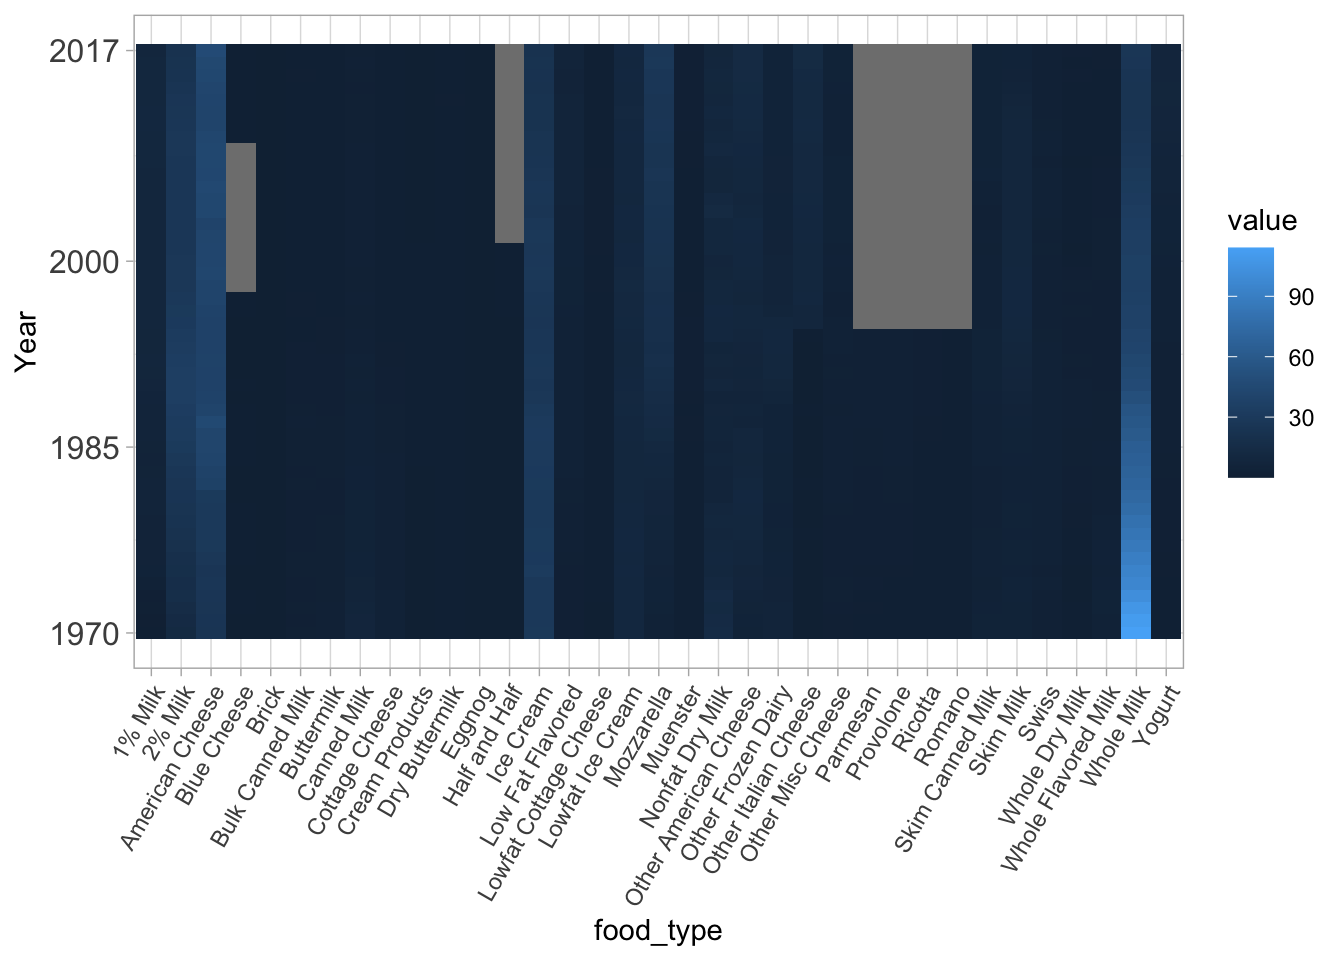 2017
2000
1985
1970
Year
1% Milk
2% Milk
American Cheese
Blue Cheese
Brick
Bulk Canned Milk
Buttermilk
Canned Milk
Cottage Cheese
Cream Products
Dry Buttermilk
Eggnog
Half and Half
Ice Cream
Low Fat Flavored
Lowfat Cottage Cheese
Lowfat Ice Cream
Mozzarella
Muenster
Nonfat Dry Milk
Other American Cheese
Other Frozen Dairy
Other Italian Cheese
Other Misc Cheese
Parmesan
Provolone
Ricotta
Romano
Skim Canned Milk
Skin Milk
Swiss
Whole Dry Milk
Whole Flavored Milk
Whole Milk
Yogurt
food_type
value
90
60
30